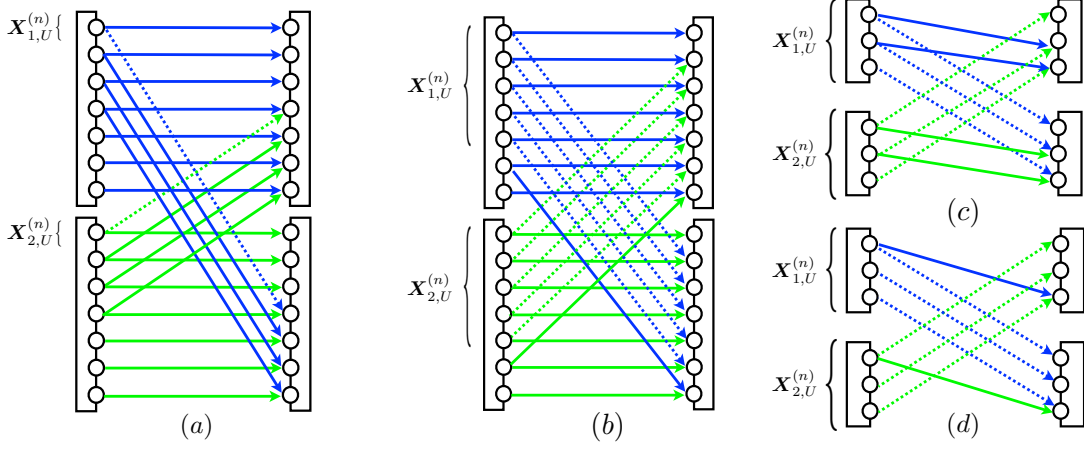 X_{1,U}^{(n)} {
X_{2,U}^{(n)} {
(a)
X_{1,U}^{(n)} {
X_{2,U}^{(n)} {
(b)
X_{1,U}^{(n)} {
X_{2,U}^{(n)} {
(c)
X_{1,U}^{(n)} {
X_{2,U}^{(n)} {
(d)